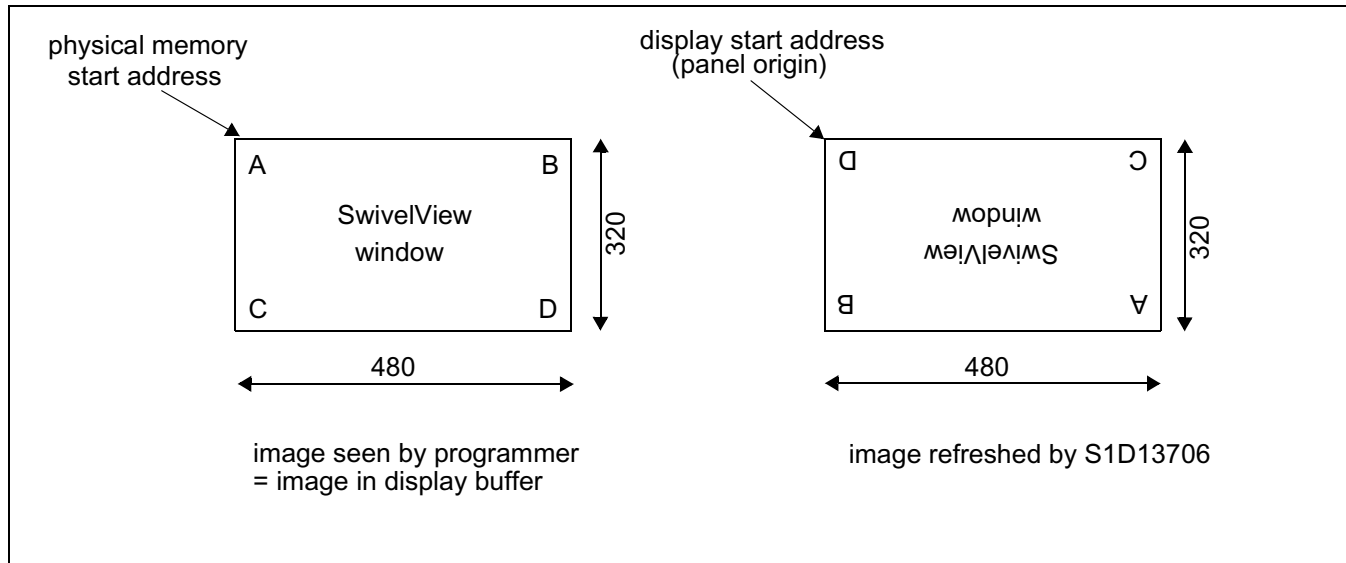 physical memory
start address
A
B
SwivelView
window
C
D
320
480
image seen by programmer
= image in display buffer
display start address
(panel origin)
D
C
window
SwivelView
B
A
320
480
image refreshed by S1D13706